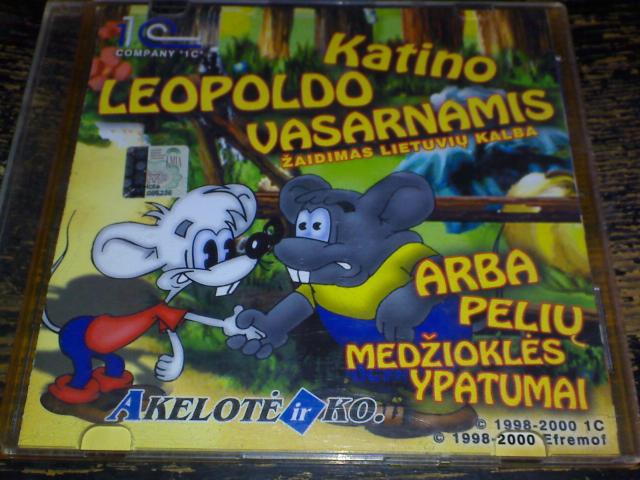 1C
COMPANY "1C"
Katino
LEOPOLDO
VASARNAMIS
ŽAIDIMAS LIETUVIŲ KALBA
ARBA
PELIŲ
MEDŽIOKLĖS
YPATUMAI
AKELOTĖ ir KO.
© 1998-2000 1C
© 1998-2000 Efremof